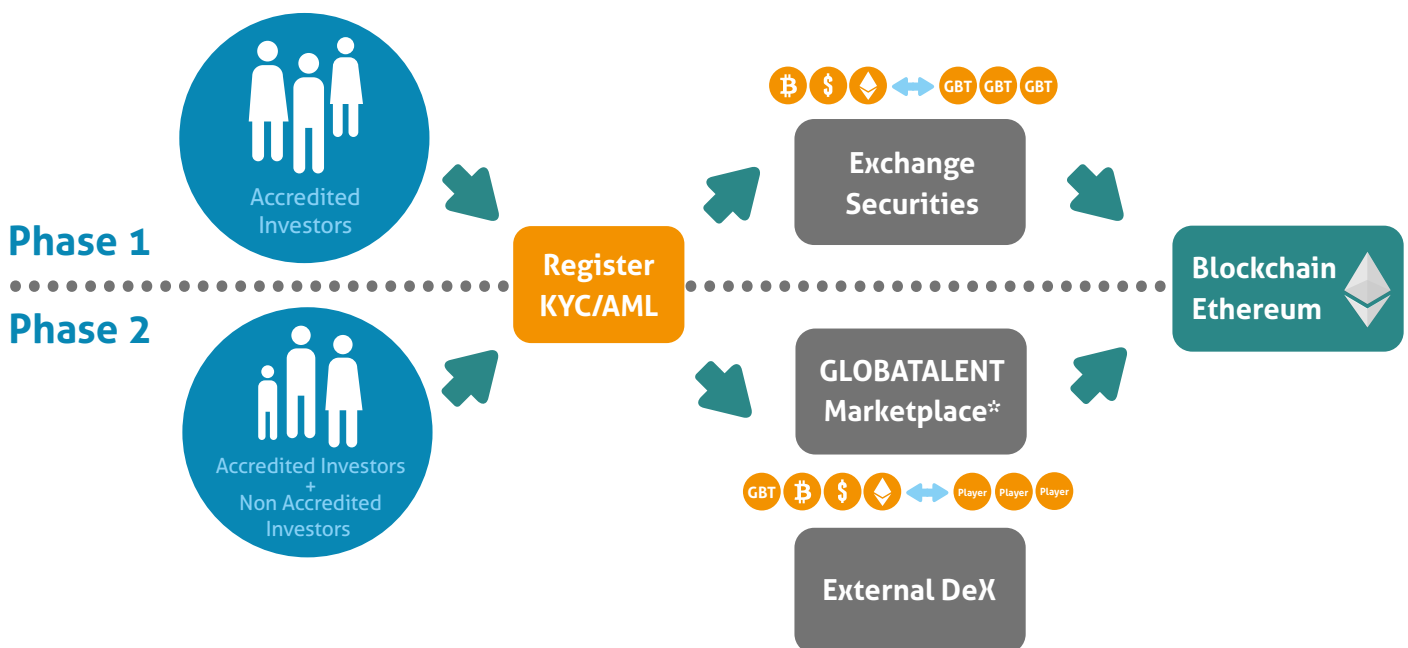 GBT GBT GBT
Exchange
Securities
Accredited
Investors
Phase 1
Register
KYC/AML
Blockchain
Ethereum
Phase 2
GLOBATALENT
Marketplace*
Accredited Investors
+
Non Accredited
Investors
GBT ₿ $ Player Player Player
External DeX